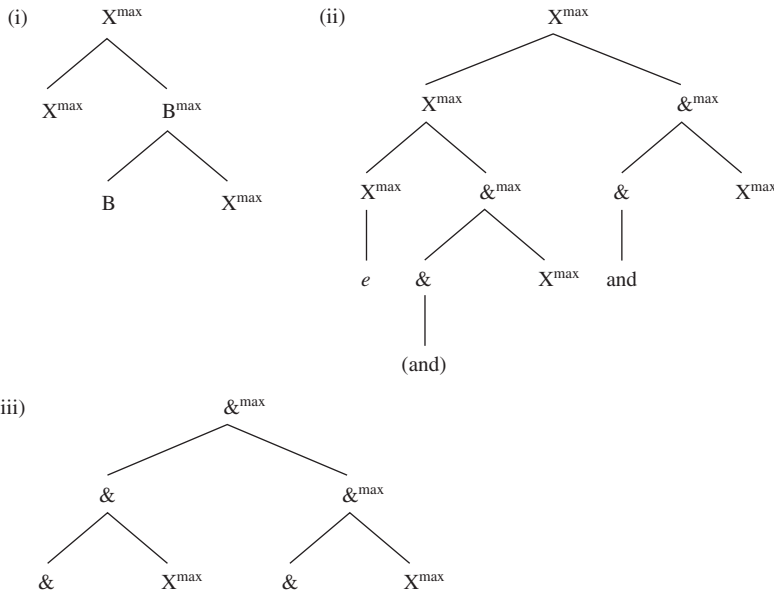 (i) X^max (ii) X^max
X^max B^max X^max &^max
B X^max X^max &^max & X^max
e & X^max and
(and)
iii) &^max
& &^max
& X^max & X^max